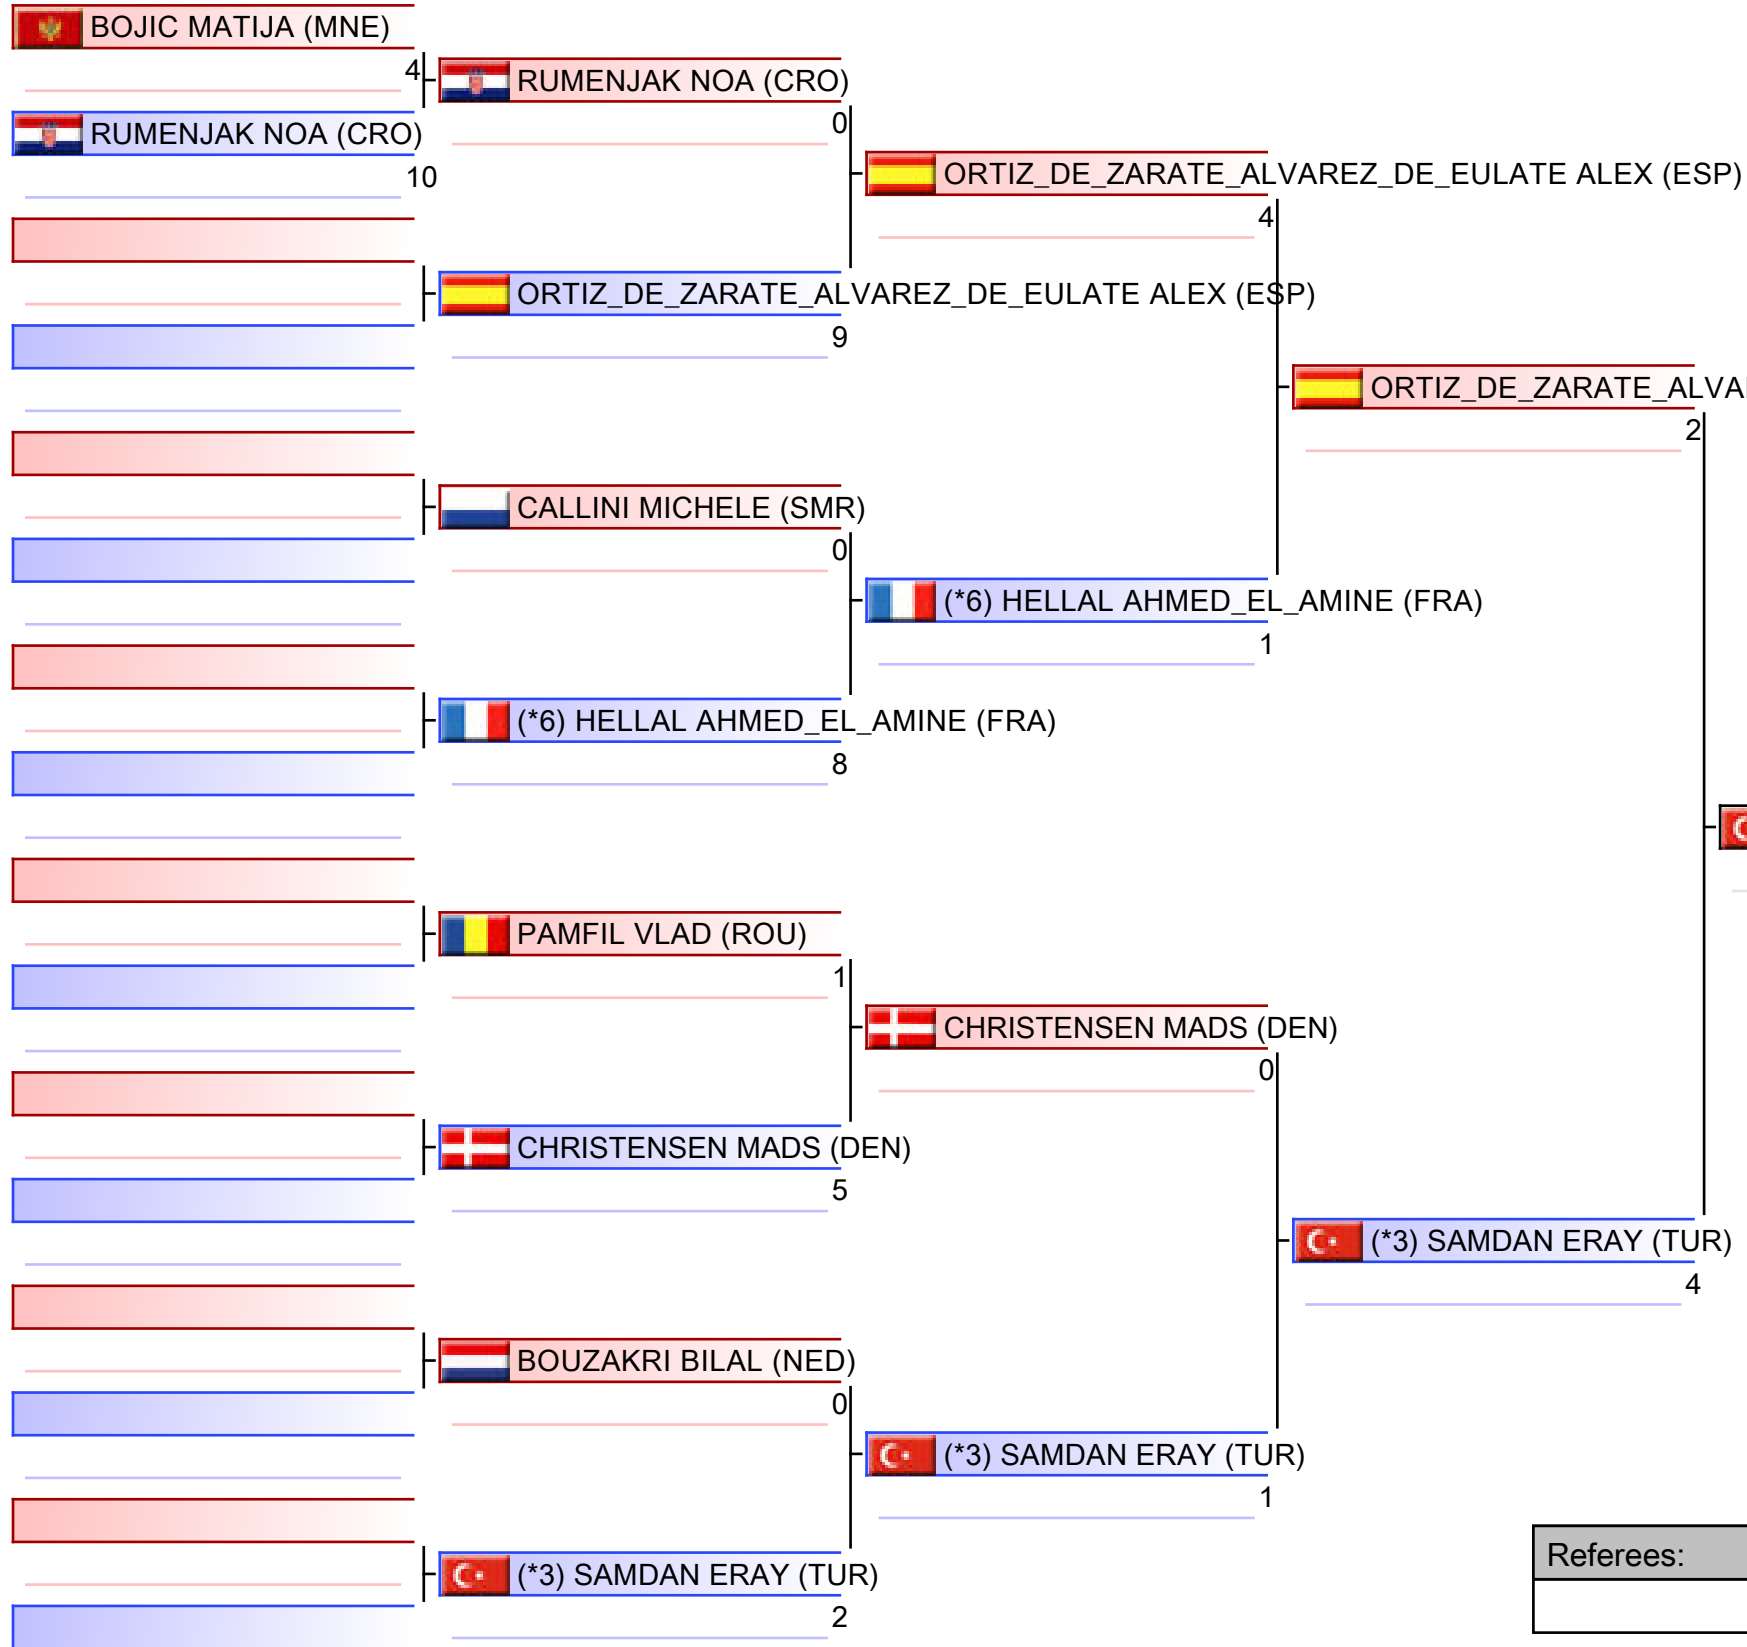 BOJIC MATIJA (MNE)
4
RUMENJAK NOA (CRO)
10
RUMENJAK NOA (CRO)
0
ORTIZ_DE_ZARATE_ALVAREZ_DE_EULATE ALEX (ESP)
9
CALLINI MICHELE (SMR)
0
(*6) HELLAL AHMED_EL_AMINE (FRA)
8
PAMFIL VLAD (ROU)
1
CHRISTENSEN MADS (DEN)
5
BOUZAKRI BILAL (NED)
0
(*3) SAMDAN ERAY (TUR)
2
ORTIZ_DE_ZARATE_ALVAREZ_DE_EULATE ALEX (ESP)
4
(*6) HELLAL AHMED_EL_AMINE (FRA)
1
CHRISTENSEN MADS (DEN)
0
(*3) SAMDAN ERAY (TUR)
1
ORTIZ_DE_ZARATE_ALVA
2
(*3) SAMDAN ERAY (TUR)
4
Referees: